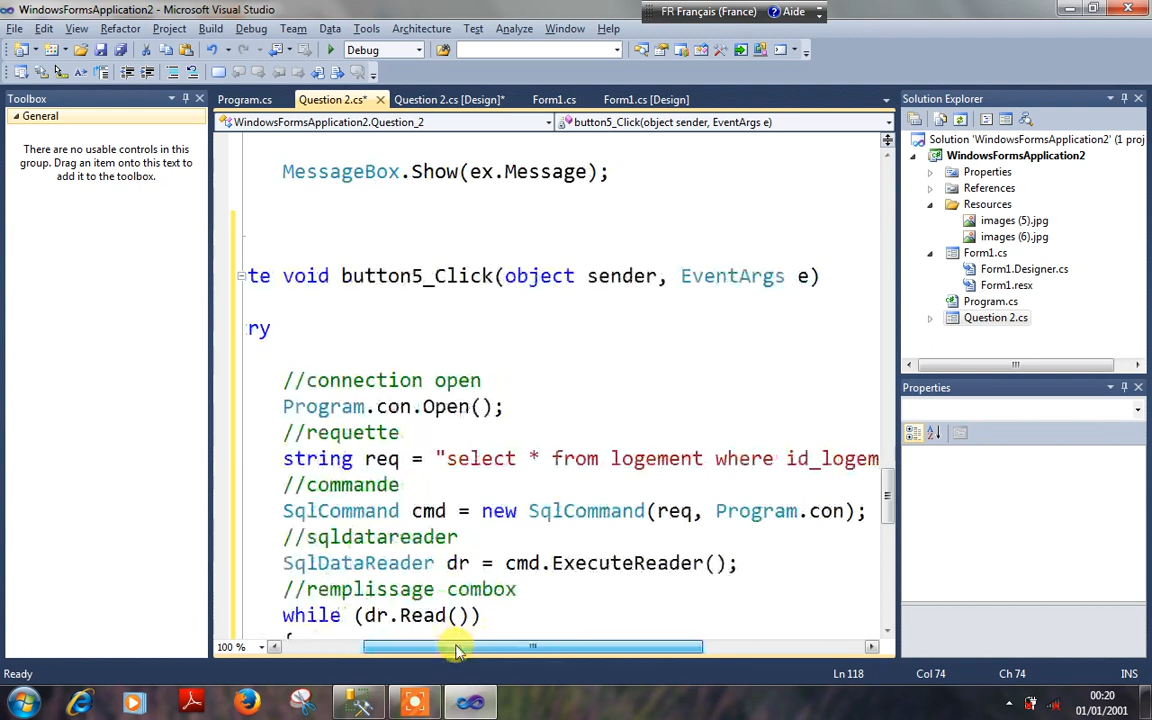 WindowsFormsApplication2 - Microsoft Visual Studio
FR Français (France) Aide
File Edit View Refactor Project Build Debug Team Data Tools Architecture Test Analyze Window Help
Debug
Toolbox
General
There are no usable controls in this group. Drag an item onto this text to add it to the toolbox.
Program.cs Question 2.cs* Question 2.cs [Design]* Form1.cs Form1.cs [Design]
WindowsFormsApplication2.Question_2 button5_Click(object sender, EventArgs e)
MessageBox.Show(ex.Message);
te void button5_Click(object sender, EventArgs e)
ry
//connection open
Program.con.Open();
//requette
string req = "select * from logement where id_logem
//commande
SqlCommand cmd = new SqlCommand(req, Program.con);
//sqldatareader
SqlDataReader dr = cmd.ExecuteReader();
//remplissage combox
while (dr.Read())
{
100 %
Solution Explorer
Solution 'WindowsFormsApplication2' (1 proj
WindowsFormsApplication2
Properties
References
Resources
images (5).jpg
images (6).jpg
Form1.cs
Form1.Designer.cs
Form1.resx
Program.cs
Question 2.cs
Properties
Ready Ln 118 Col 74 Ch 74 INS
00:20
01/01/2001